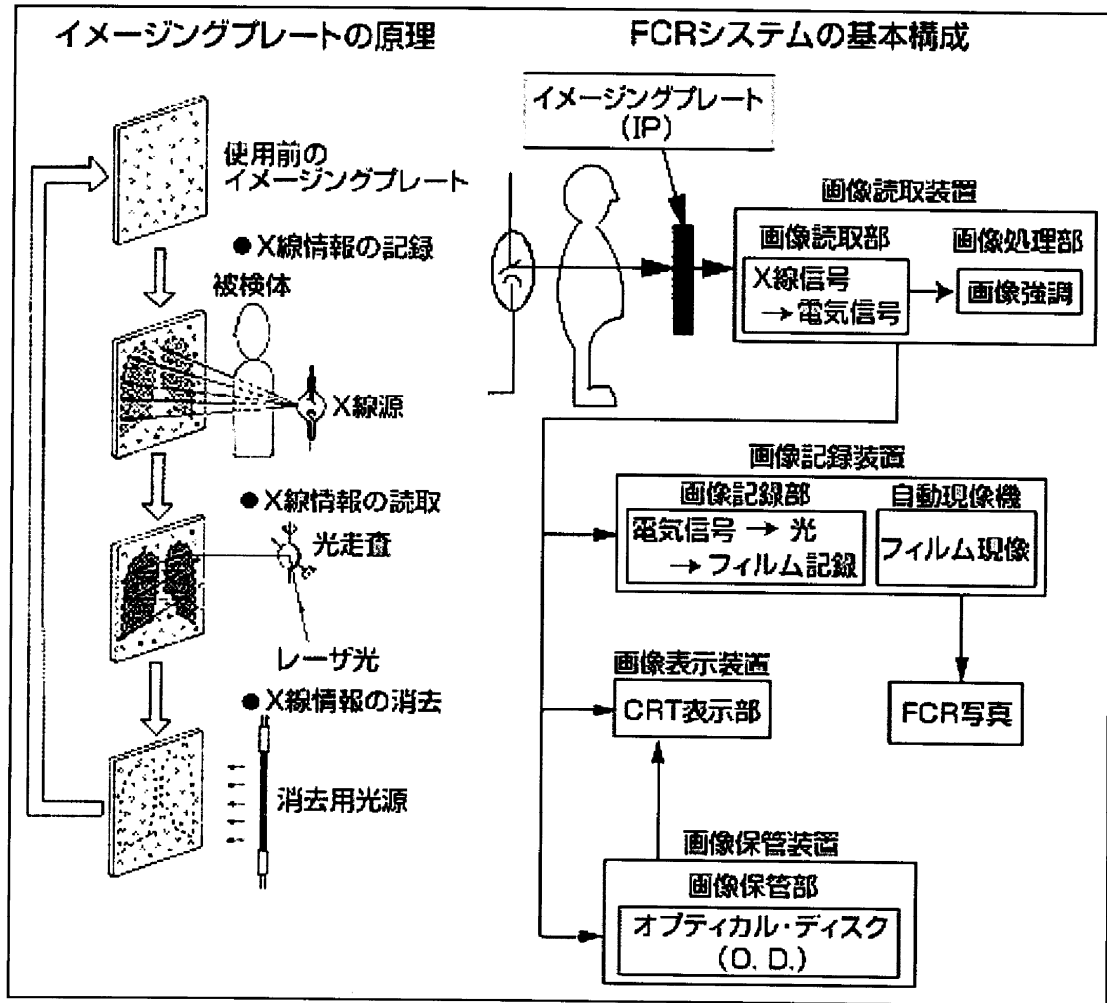 イメージングプレートの原理
使用前の
イメージングプレート
●X線情報の記録
被検体
X線源
●X線情報の読取
光走査
レーザ光
●X線情報の消去
消去用光源
FCRシステムの基本構成
イメージングプレート
(IP)
画像読取装置
画像読取部
X線信号
→電気信号
画像処理部
画像強調
画像記録装置
画像記録部
電気信号→光
→フィルム記録
自動現像機
フィルム現像
画像表示装置
CRT表示部
FCR写真
画像保管装置
画像保管部
オプティカル・ディスク
(O. D.)